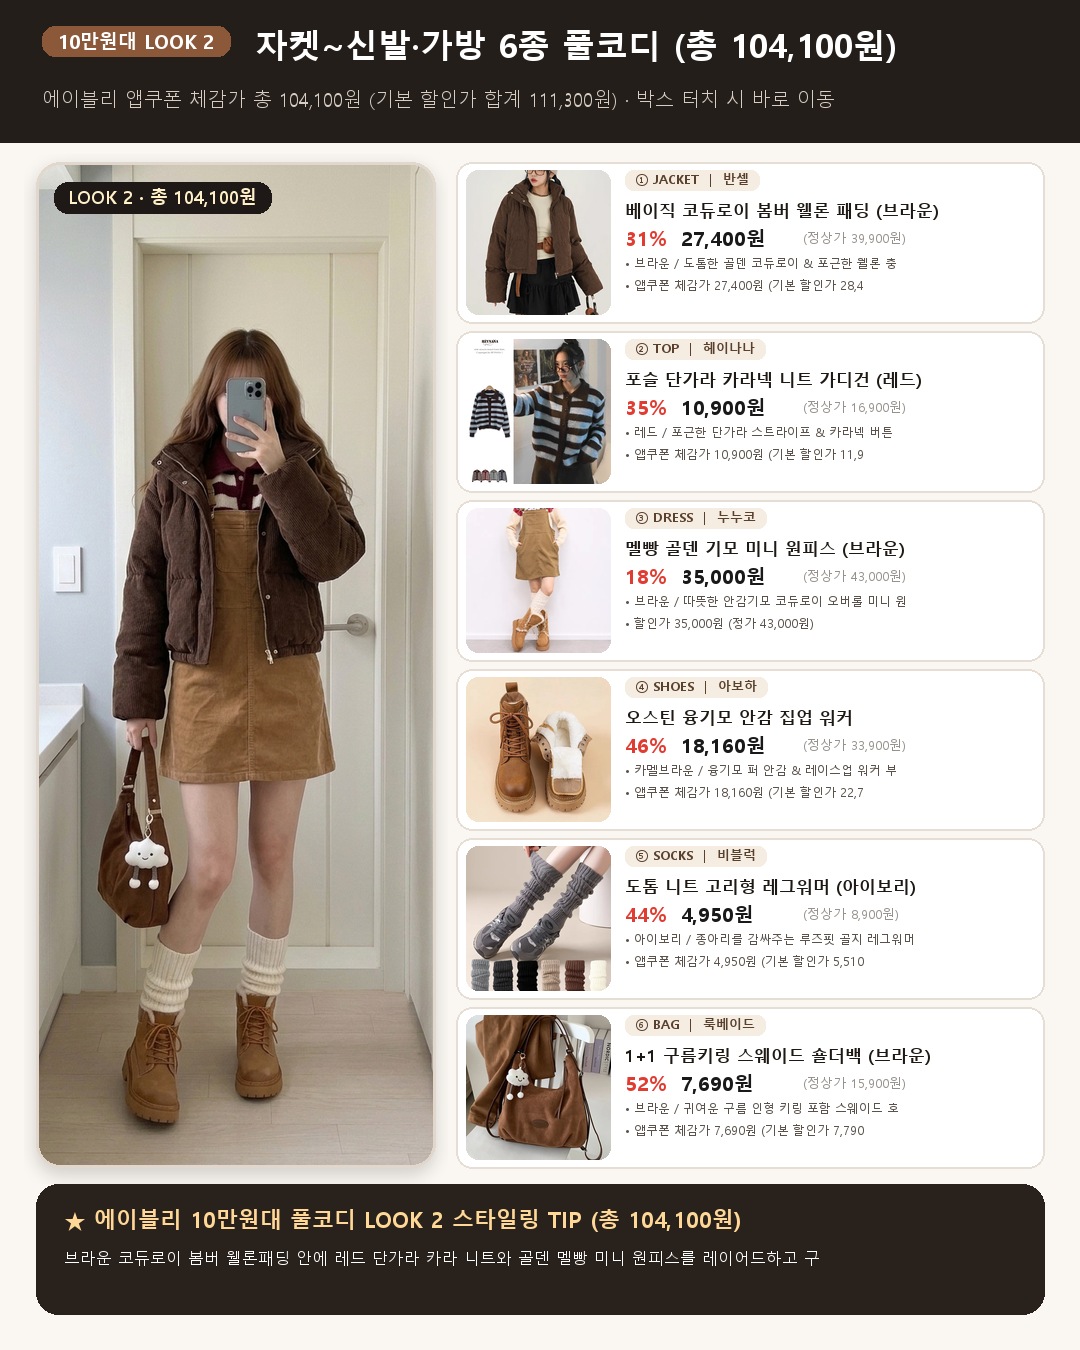 10만원대 LOOK 2
자켓~신발·가방 6종 풀코디 (총 104,100원)
에이블리 앱쿠폰 체감가 총 104,100원 (기본 할인가 합계 111,300원) · 박스 터치 시 바로 이동
LOOK 2 · 총 104,100원
① JACKET | 반셀
베이직 코듀로이 봄버 웰론 패딩 (브라운)
31% 27,400원 (정상가 39,900원)
• 브라운 / 도톰한 골덴 코듀로이 & 포근한 웰론 충
• 앱쿠폰 체감가 27,400원 (기본 할인가 28,4
② TOP | 헤이나나
포슬 단가라 카라넥 니트 가디건 (레드)
35% 10,900원 (정상가 16,900원)
• 레드 / 포근한 단가라 스트라이프 & 카라넥 버튼
• 앱쿠폰 체감가 10,900원 (기본 할인가 11,9
③ DRESS | 누누코
멜빵 골덴 기모 미니 원피스 (브라운)
18% 35,000원 (정상가 43,000원)
• 브라운 / 따뜻한 안감기모 코듀로이 오버롤 미니 원
• 할인가 35,000원 (정가 43,000원)
④ SHOES | 아보하
오스틴 융기모 안감 집업 워커
46% 18,160원 (정상가 33,900원)
• 카멜브라운 / 융기모 퍼 안감 & 레이스업 워커 부
• 앱쿠폰 체감가 18,160원 (기본 할인가 22,7
⑤ SOCKS | 비블럭
도톰 니트 고리형 레그워머 (아이보리)
44% 4,950원 (정상가 8,900원)
• 아이보리 / 종아리를 감싸주는 루즈핏 골지 레그워머
• 앱쿠폰 체감가 4,950원 (기본 할인가 5,510
⑥ BAG | 룩베이드
1+1 구름키링 스웨이드 숄더백 (브라운)
52% 7,690원 (정상가 15,900원)
• 브라운 / 귀여운 구름 인형 키링 포함 스웨이드 호
• 앱쿠폰 체감가 7,690원 (기본 할인가 7,790
★ 에이블리 10만원대 풀코디 LOOK 2 스타일링 TIP (총 104,100원)
브라운 코듀로이 봄버 웰론패딩 안에 레드 단가라 카라 니트와 골덴 멜빵 미니 원피스를 레이어드하고 구